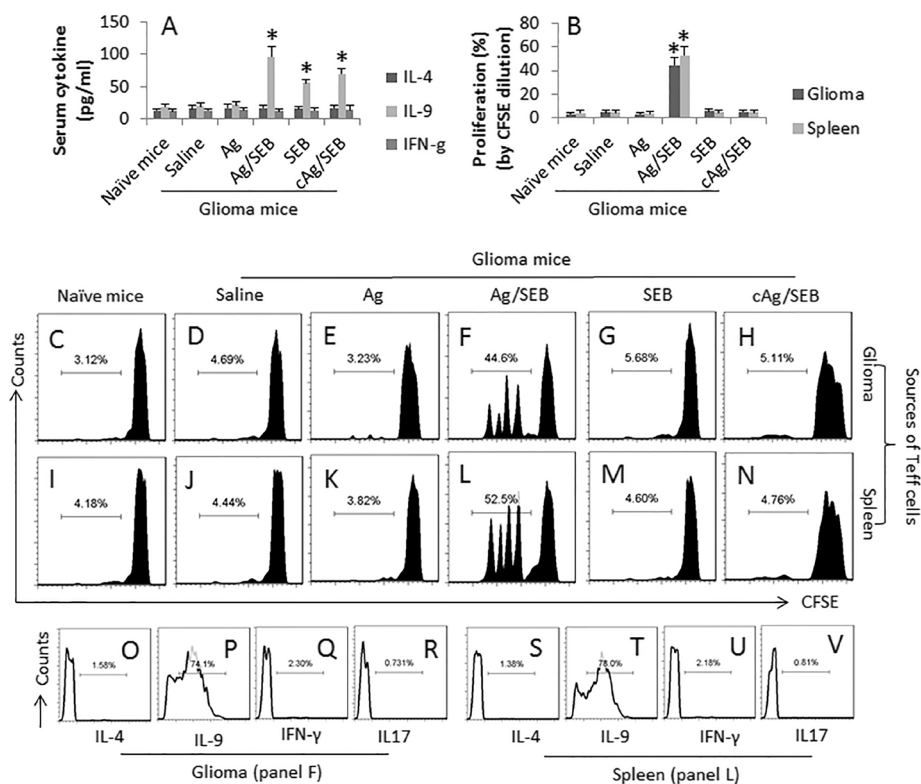 A
Serum cytokine
(pg/ml)
150
100
50
0
*
*
*
IL-4
IL-9
IFN-g
Naïve mice
Saline
Ag
Ag/SEB
SEB
cAg/SEB
Glioma mice
B
Proliferation (%)
(by CFSE dilution)
80
60
40
20
0
*
*
Glioma
Spleen
Naïve mice
Saline
Ag
Ag/SEB
SEB
cAg/SEB
Glioma mice
Glioma mice
Naïve mice
Saline
Ag
Ag/SEB
SEB
cAg/SEB
Counts
C
3.12%
D
4.69%
E
3.23%
F
44.6%
G
5.68%
H
5.11%
Glioma
I
4.18%
J
4.44%
K
3.82%
L
52.5%
M
4.60%
N
4.76%
Spleen
Sources of Teff cells
CFSE
Counts
O
1.58%
P
74.1%
Q
2.30%
R
0.731%
S
1.38%
T
78.0%
U
2.18%
V
0.81%
IL-4
IL-9
IFN-γ
IL17
IL-4
IL-9
IFN-γ
IL17
Glioma (panel F)
Spleen (panel L)